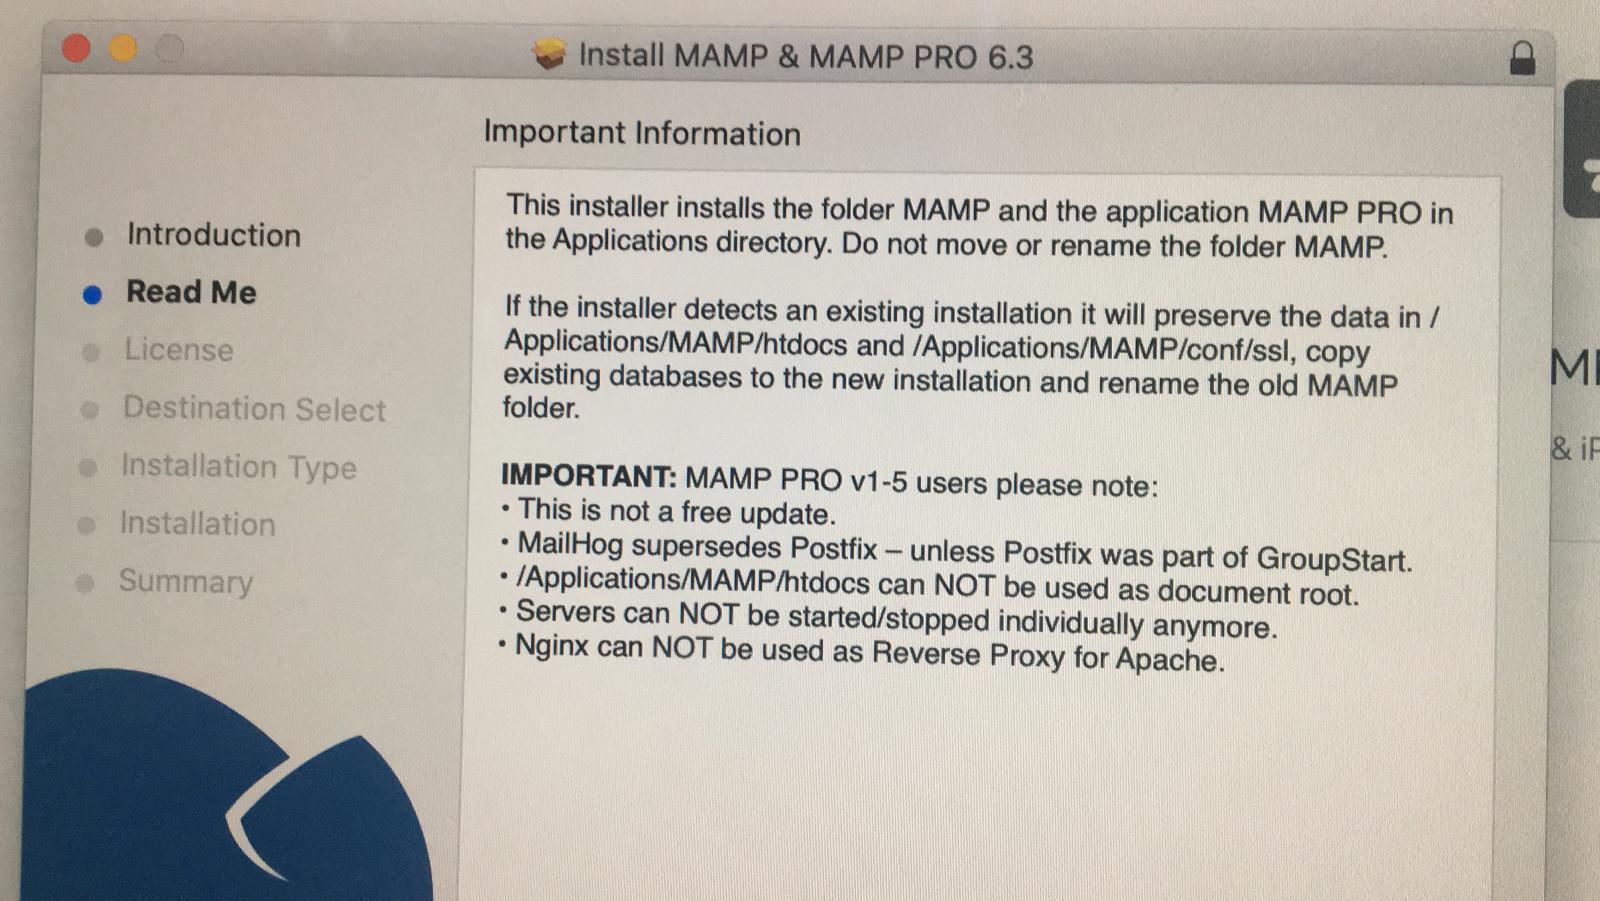 Install MAMP & MAMP PRO 6.3
Important Information
Introduction
Read Me
License
Destination Select
Installation Type
Installation
Summary
This installer installs the folder MAMP and the application MAMP PRO in
the Applications directory. Do not move or rename the folder MAMP.
If the installer detects an existing installation it will preserve the data in /
Applications/MAMP/htdocs and /Applications/MAMP/conf/ssl, copy
existing databases to the new installation and rename the old MAMP
folder.
IMPORTANT: MAMP PRO v1-5 users please note:
• This is not a free update.
• MailHog supersedes Postfix – unless Postfix was part of GroupStart.
• /Applications/MAMP/htdocs can NOT be used as document root.
• Servers can NOT be started/stopped individually anymore.
• Nginx can NOT be used as Reverse Proxy for Apache.